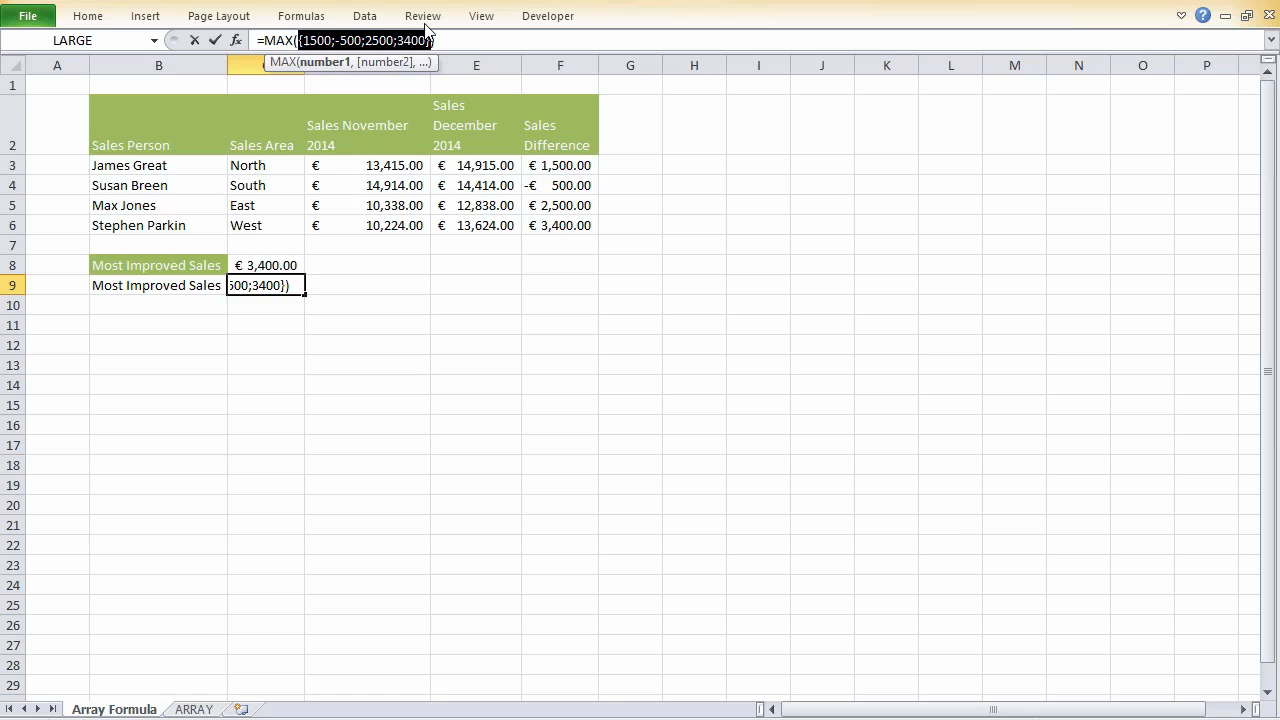 File Home Insert Page Layout Formulas Data Review View Developer
LARGE fx =MAX({1500;-500;2500;3400})
MAX(number1, [number2], ...)
A B D E F G H I J K L M N O P
1
2 Sales Person Sales Area Sales November 2014 Sales December 2014 Sales Difference
3 James Great North € 13,415.00 € 14,915.00 € 1,500.00
4 Susan Breen South € 14,914.00 € 14,414.00 -€ 500.00
5 Max Jones East € 10,338.00 € 12,838.00 € 2,500.00
6 Stephen Parkin West € 10,224.00 € 13,624.00 € 3,400.00
7
8 Most Improved Sales € 3,400.00
9 Most Improved Sales 500;3400})
10
11
12
13
14
15
16
17
18
19
20
21
22
23
24
25
26
27
28
29
Array Formula ARRAY